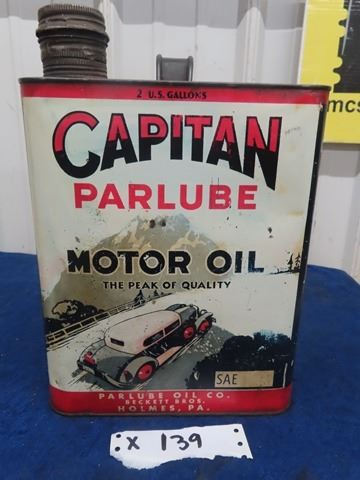 2 U.S. GALLONS
CAPITAN
PARLUBE
MOTOR OIL
THE PEAK OF QUALITY
SAE
PARLUBE OIL CO.
BECKETT BROS.
HOLMES, PA.
X 139
mcs